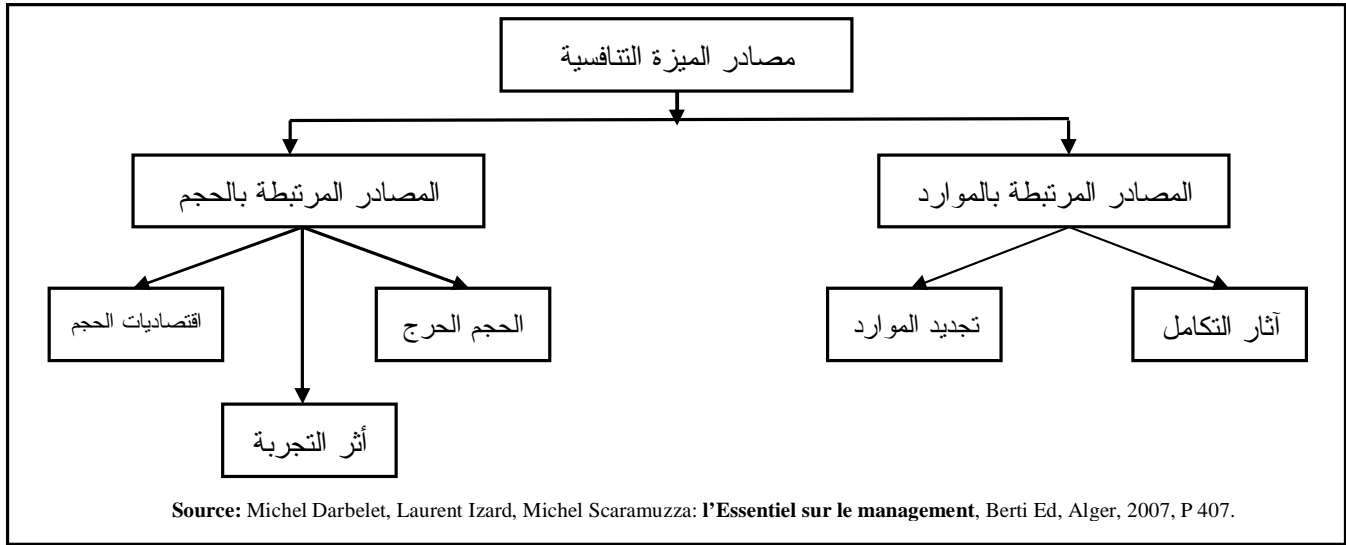 مصادر الميزة التنافسية
المصادر المرتبطة بالموارد
المصادر المرتبطة بالحجم
آثار التكامل
تجديد الموارد
الحجم الحرج
اقتصاديات الحجم
أثر التجربة
Source: Michel Darbelet, Laurent Izard, Michel Scaramuzza: l’Essentiel sur le management, Berti Ed, Alger, 2007, P 407.